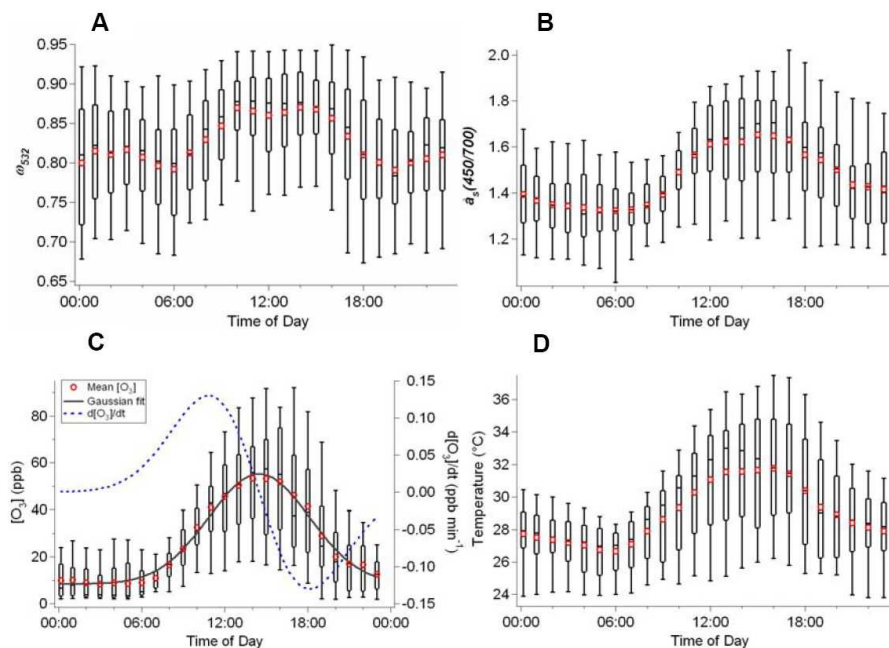 A
ω532
0.95
0.90
0.85
0.80
0.75
0.70
0.65
00:00 06:00 12:00 18:00
Time of Day
B
ås(450/700)
2.0
1.8
1.6
1.4
1.2
00:00 06:00 12:00 18:00
Time of Day
C
Mean [O3]
Gaussian fit
d[O3]/dt
[O3] (ppb)
80
60
40
20
0
0.15
0.10
0.05
0.00
-0.05
-0.10
-0.15
d[O3]/dt (ppb min-1)
00:00 06:00 12:00 18:00 00:00
Time of Day
D
Temperature (°C)
36
34
32
30
28
26
24
00:00 06:00 12:00 18:00
Time of Day